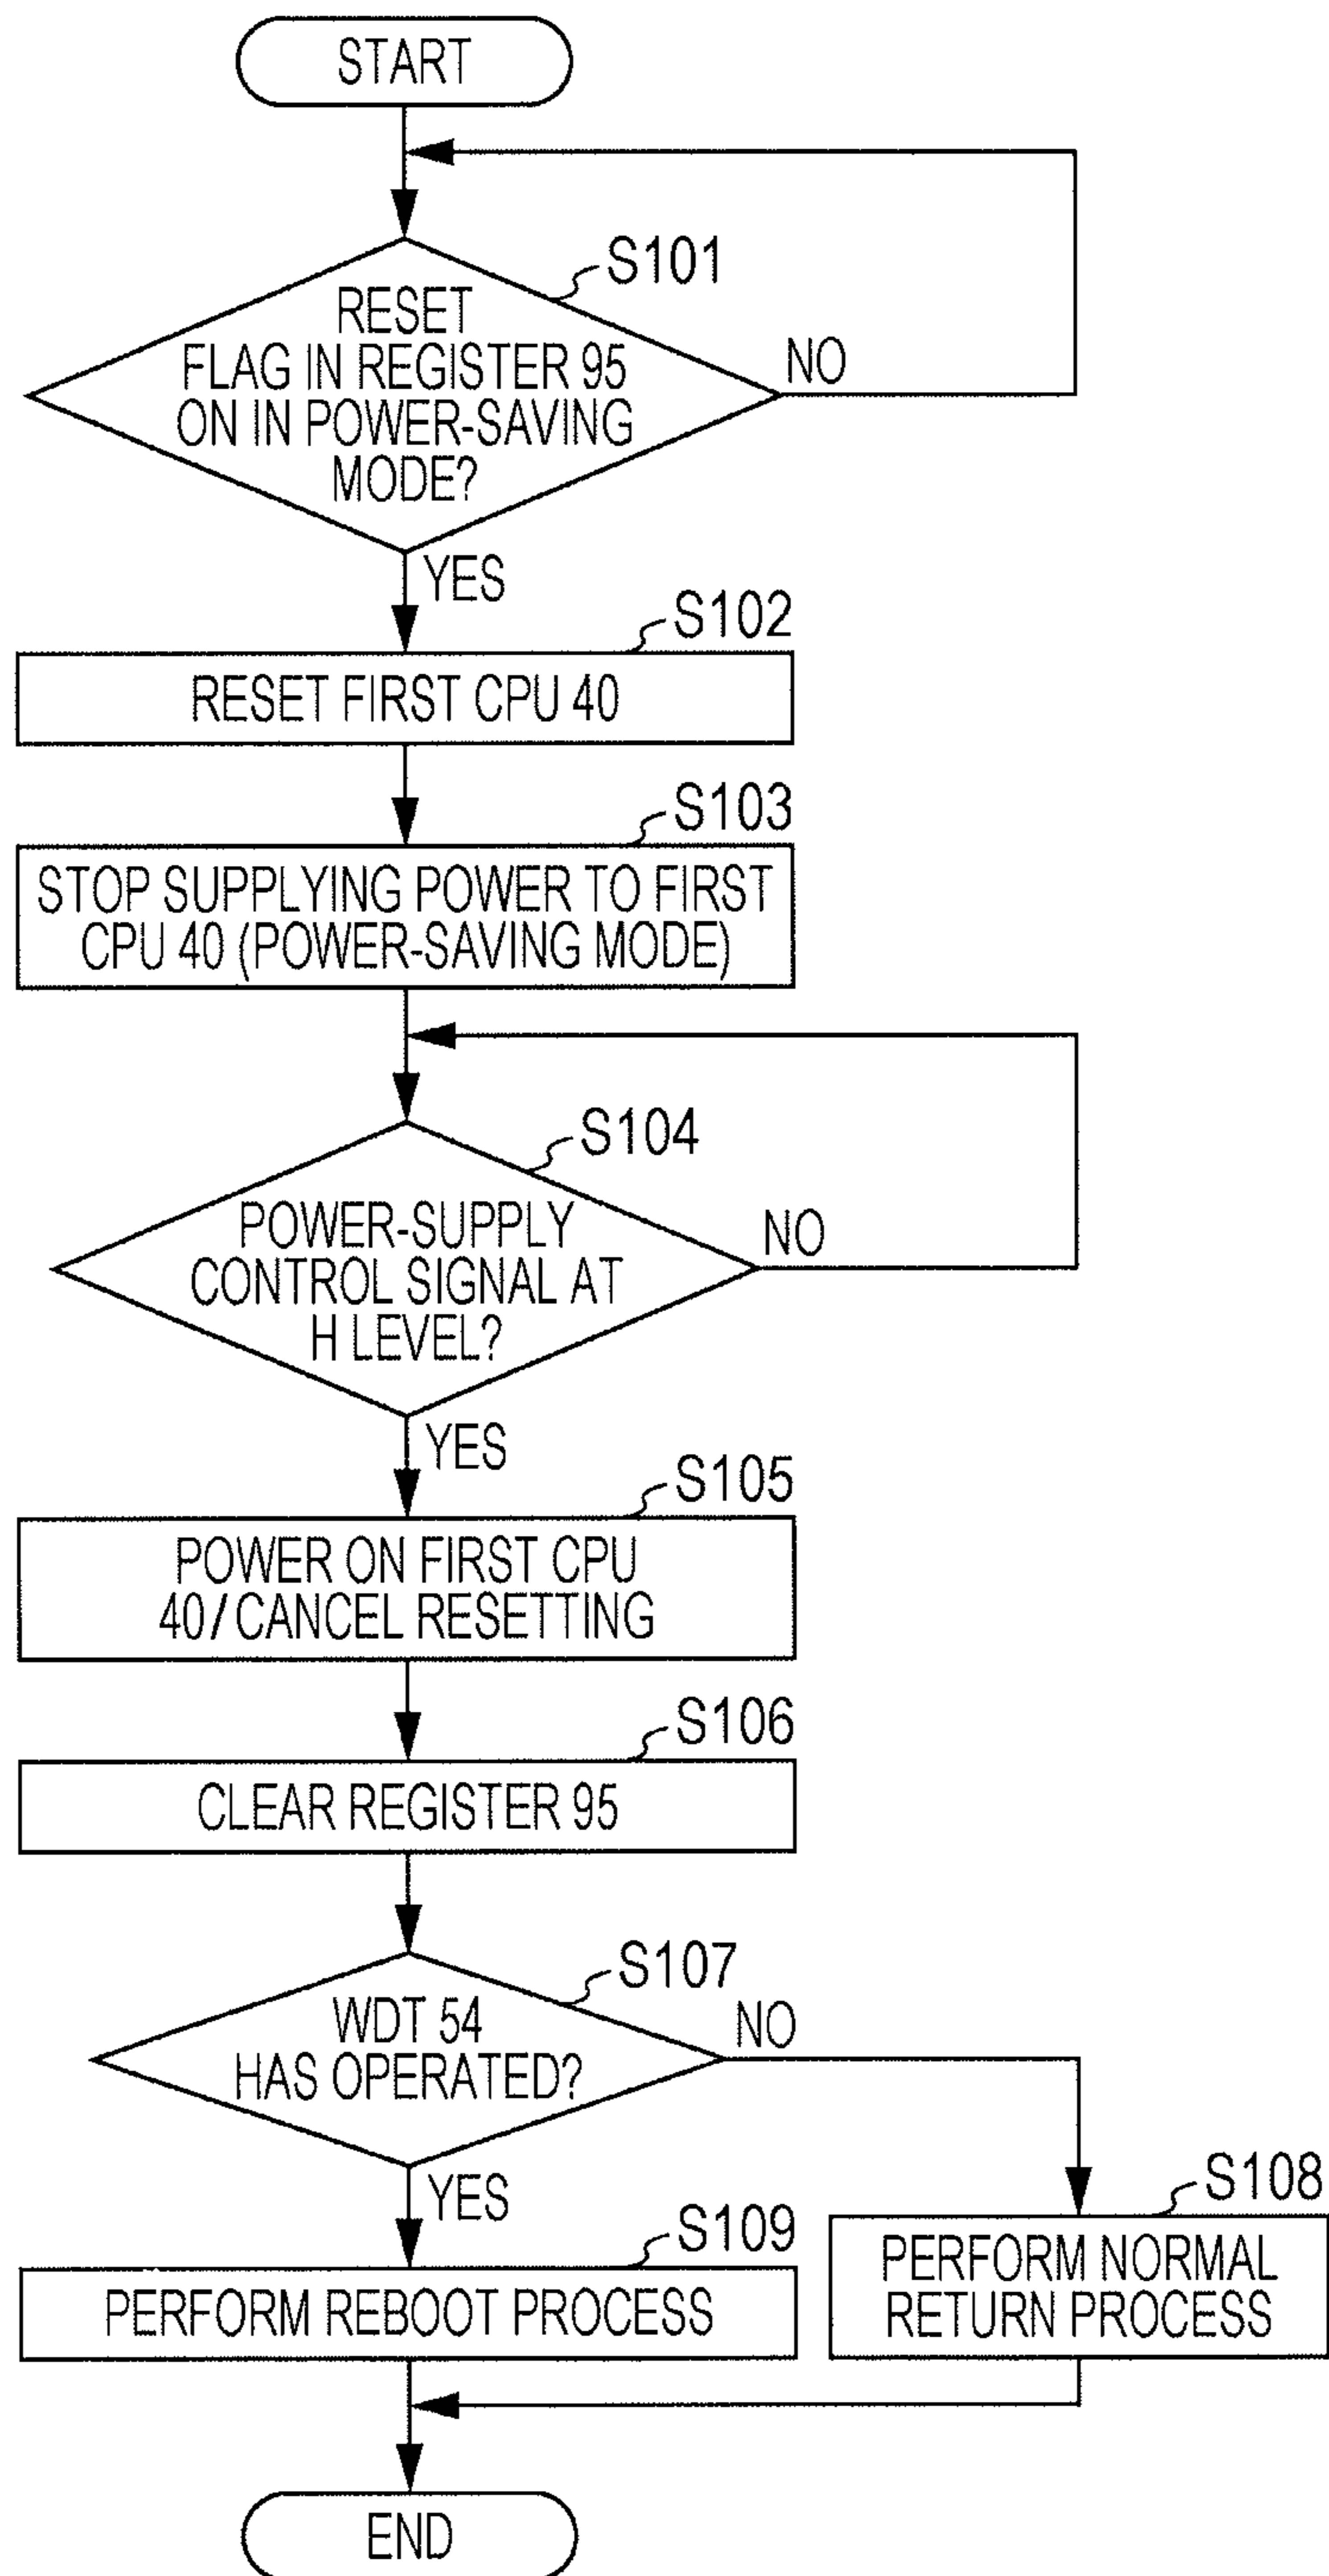 START
S101
RESET
FLAG IN REGISTER 95
ON IN POWER-SAVING
MODE?
NO
YES
S102
RESET FIRST CPU 40
S103
STOP SUPPLYING POWER TO FIRST
CPU 40 (POWER-SAVING MODE)
S104
POWER-SUPPLY
CONTROL SIGNAL AT
H LEVEL?
NO
YES
S105
POWER ON FIRST CPU
40/CANCEL RESETTING
S106
CLEAR REGISTER 95
S107
WDT 54
HAS OPERATED?
NO
YES
S108
PERFORM NORMAL
RETURN PROCESS
S109
PERFORM REBOOT PROCESS
END